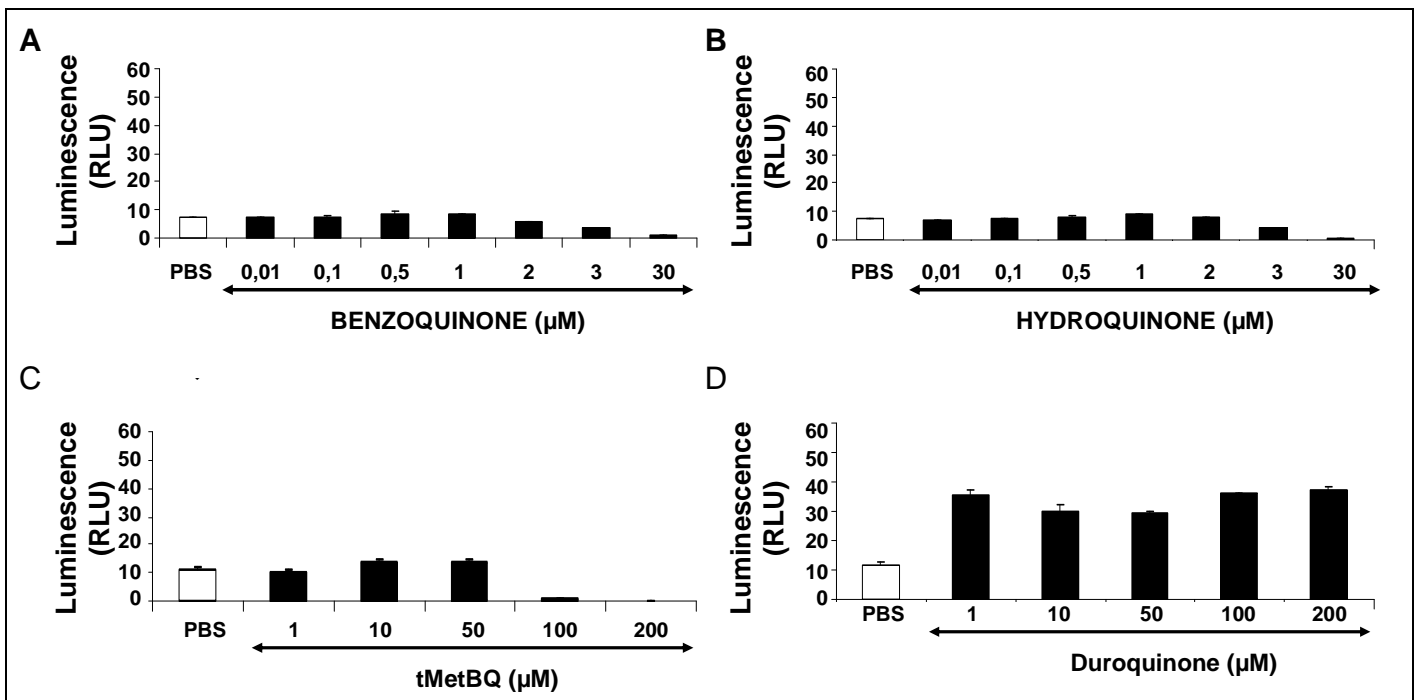 A
Luminescence
(RLU)
60
50
40
30
20
10
0
PBS 0,01 0,1 0,5 1 2 3 30
BENZOQUINONE (µM)
B
Luminescence
(RLU)
60
50
40
30
20
10
0
PBS 0,01 0,1 0,5 1 2 3 30
HYDROQUINONE (µM)
C
Luminescence
(RLU)
60
50
40
30
20
10
0
PBS 1 10 50 100 200
tMetBQ (µM)
D
Luminescence
(RLU)
60
50
40
30
20
10
0
PBS 1 10 50 100 200
Duroquinone (µM)